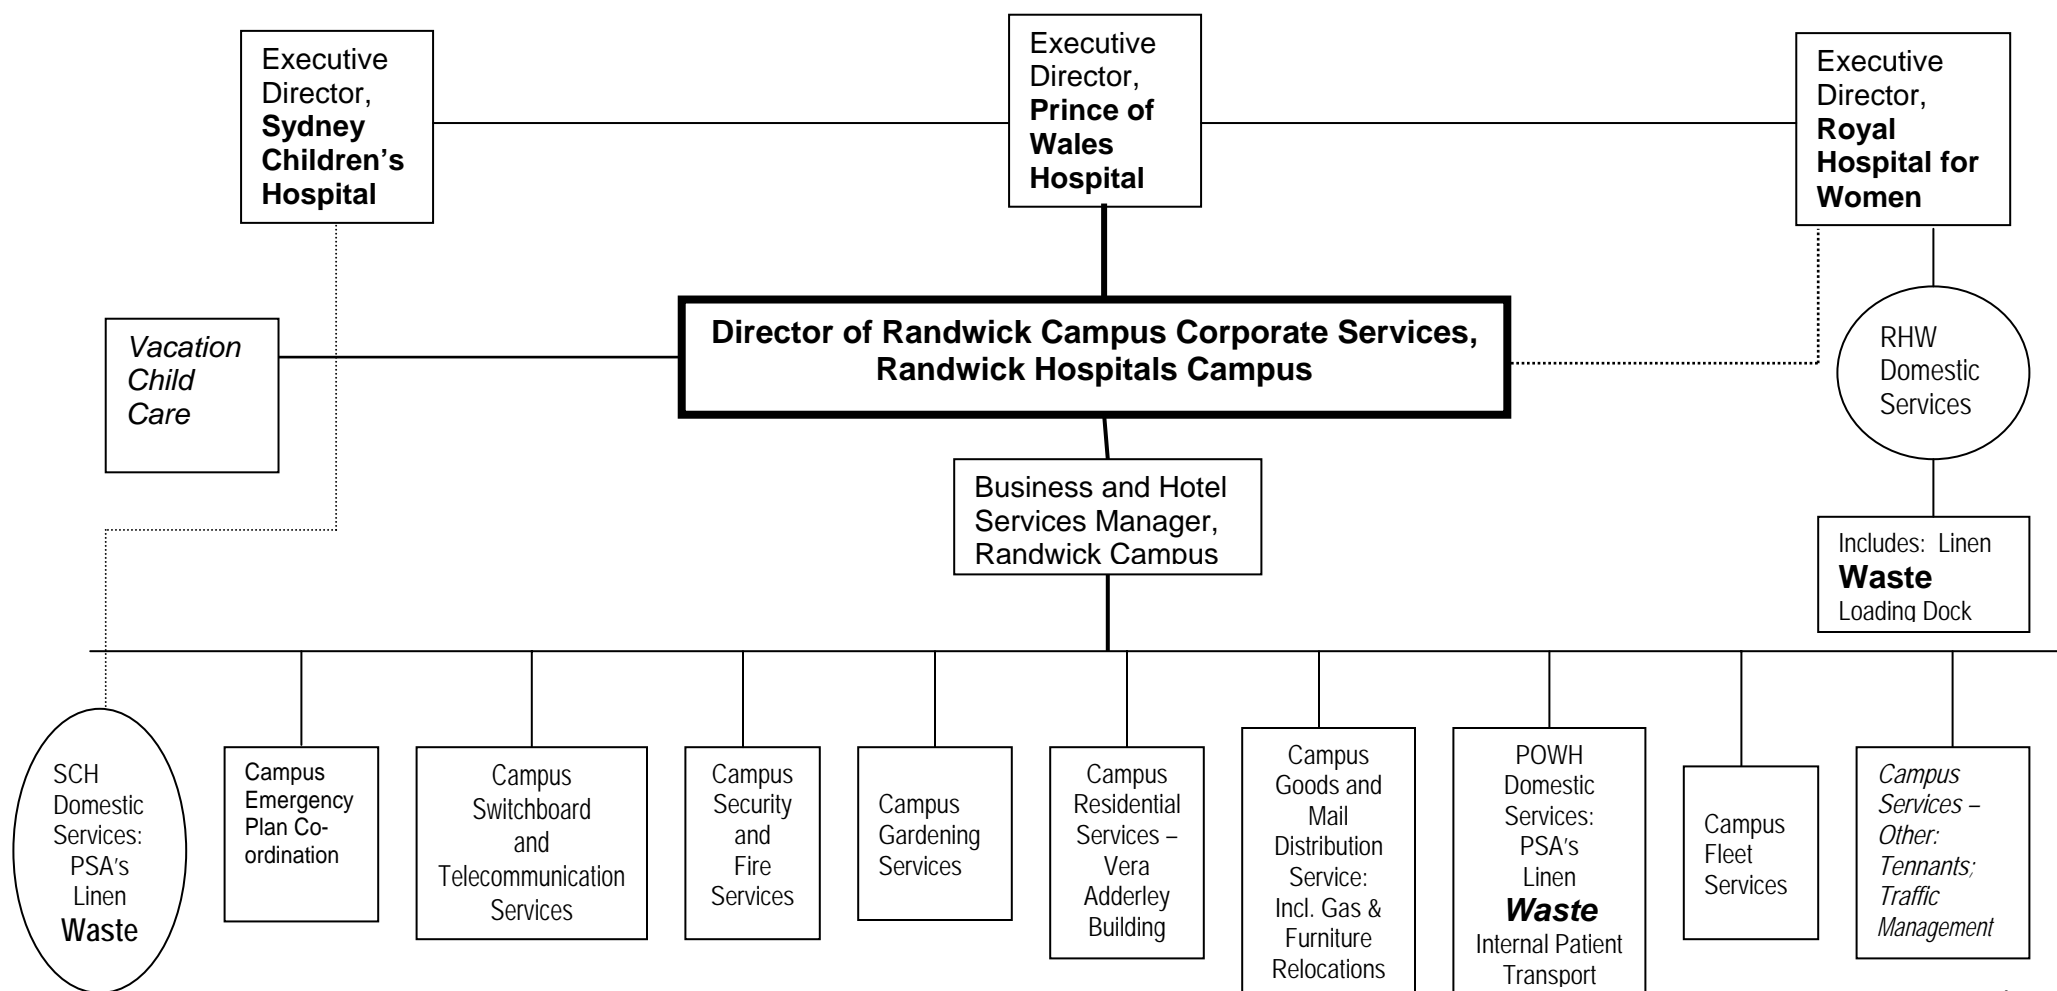 Executive
Director,
Sydney
Children's
Hospital
Executive
Director,
Prince of
Wales
Hospital
Executive
Director,
Royal
Hospital for
Women
Vacation
Child
Care
Director of Randwick Campus Corporate Services,
Randwick Hospitals Campus
RHW
Domestic
Services
Business and Hotel
Services Manager,
Randwick Campus
Includes: Linen
Waste
Loading Dock
SCH
Domestic
Services:
PSA's
Linen
Waste
Campus
Emergency
Plan Co-
ordination
Campus
Switchboard
and
Telecommunication
Services
Campus
Security
and
Fire
Services
Campus
Gardening
Services
Campus
Residential
Services –
Vera
Adderley
Building
Campus
Goods and
Mail
Distribution
Service:
Incl. Gas &
Furniture
Relocations
POWH
Domestic
Services:
PSA's
Linen
Waste
Internal Patient
Transport
Campus
Fleet
Services
Campus
Services –
Other:
Tennants;
Traffic
Management